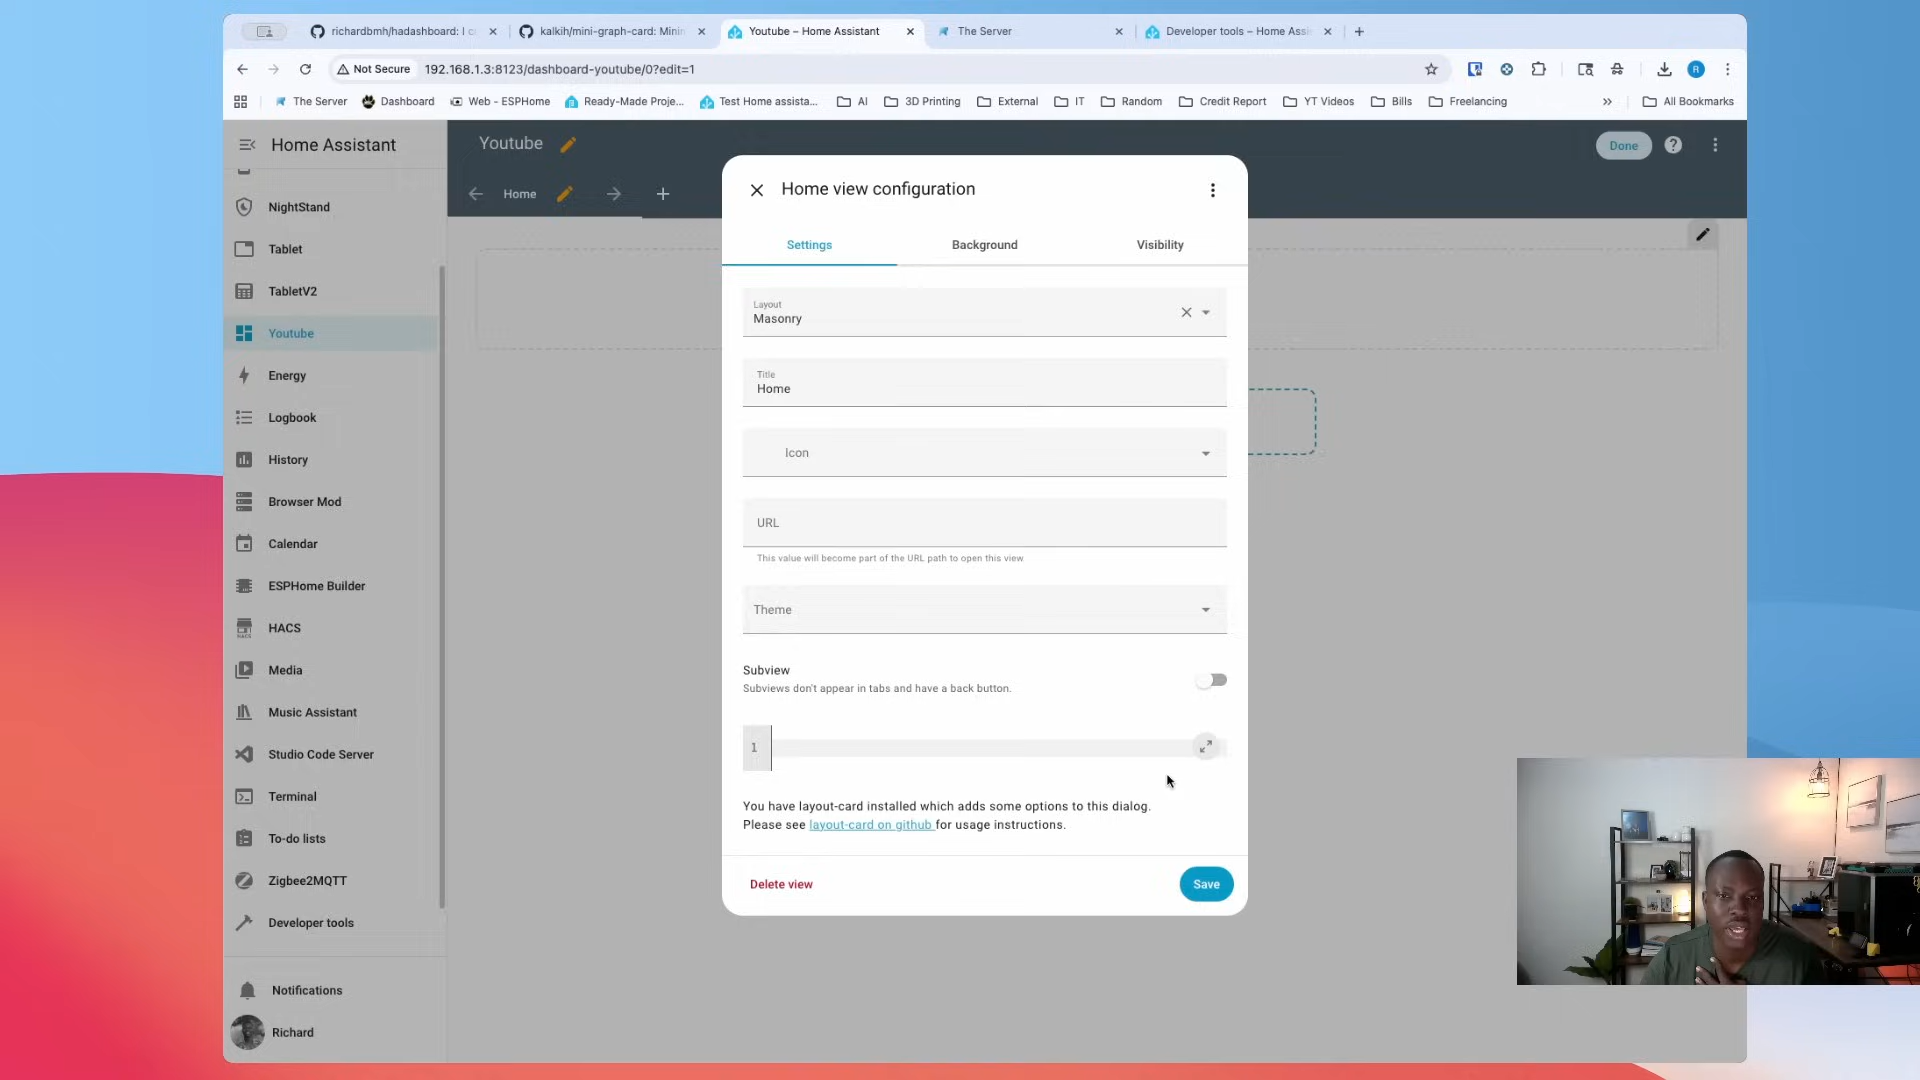 richardbmh/hadashboard: I c
kalkih/mini-graph-card: Minin
Youtube – Home Assistant
The Server
Developer tools – Home Assis
Not Secure
192.168.1.3:8123/dashboard-youtube/0?edit=1
R
The Server
Dashboard
Web - ESPHome
Ready-Made Proje...
Test Home assista...
AI
3D Printing
External
IT
Random
Credit Report
YT Videos
Bills
Freelancing
All Bookmarks
Home Assistant
NightStand
Tablet
TabletV2
Youtube
Energy
Logbook
History
Browser Mod
Calendar
ESPHome Builder
HACS
Media
Music Assistant
Studio Code Server
Terminal
To-do lists
Zigbee2MQTT
Developer tools
Notifications
Richard
Youtube
Done
Home
Home view configuration
Settings
Background
Visibility
Layout
Masonry
Title
Home
Icon
URL
This value will become part of the URL path to open this view
Theme
Subview
Subviews don't appear in tabs and have a back button.
1
You have layout-card installed which adds some options to this dialog.
Please see layout-card on github for usage instructions.
Delete view
Save